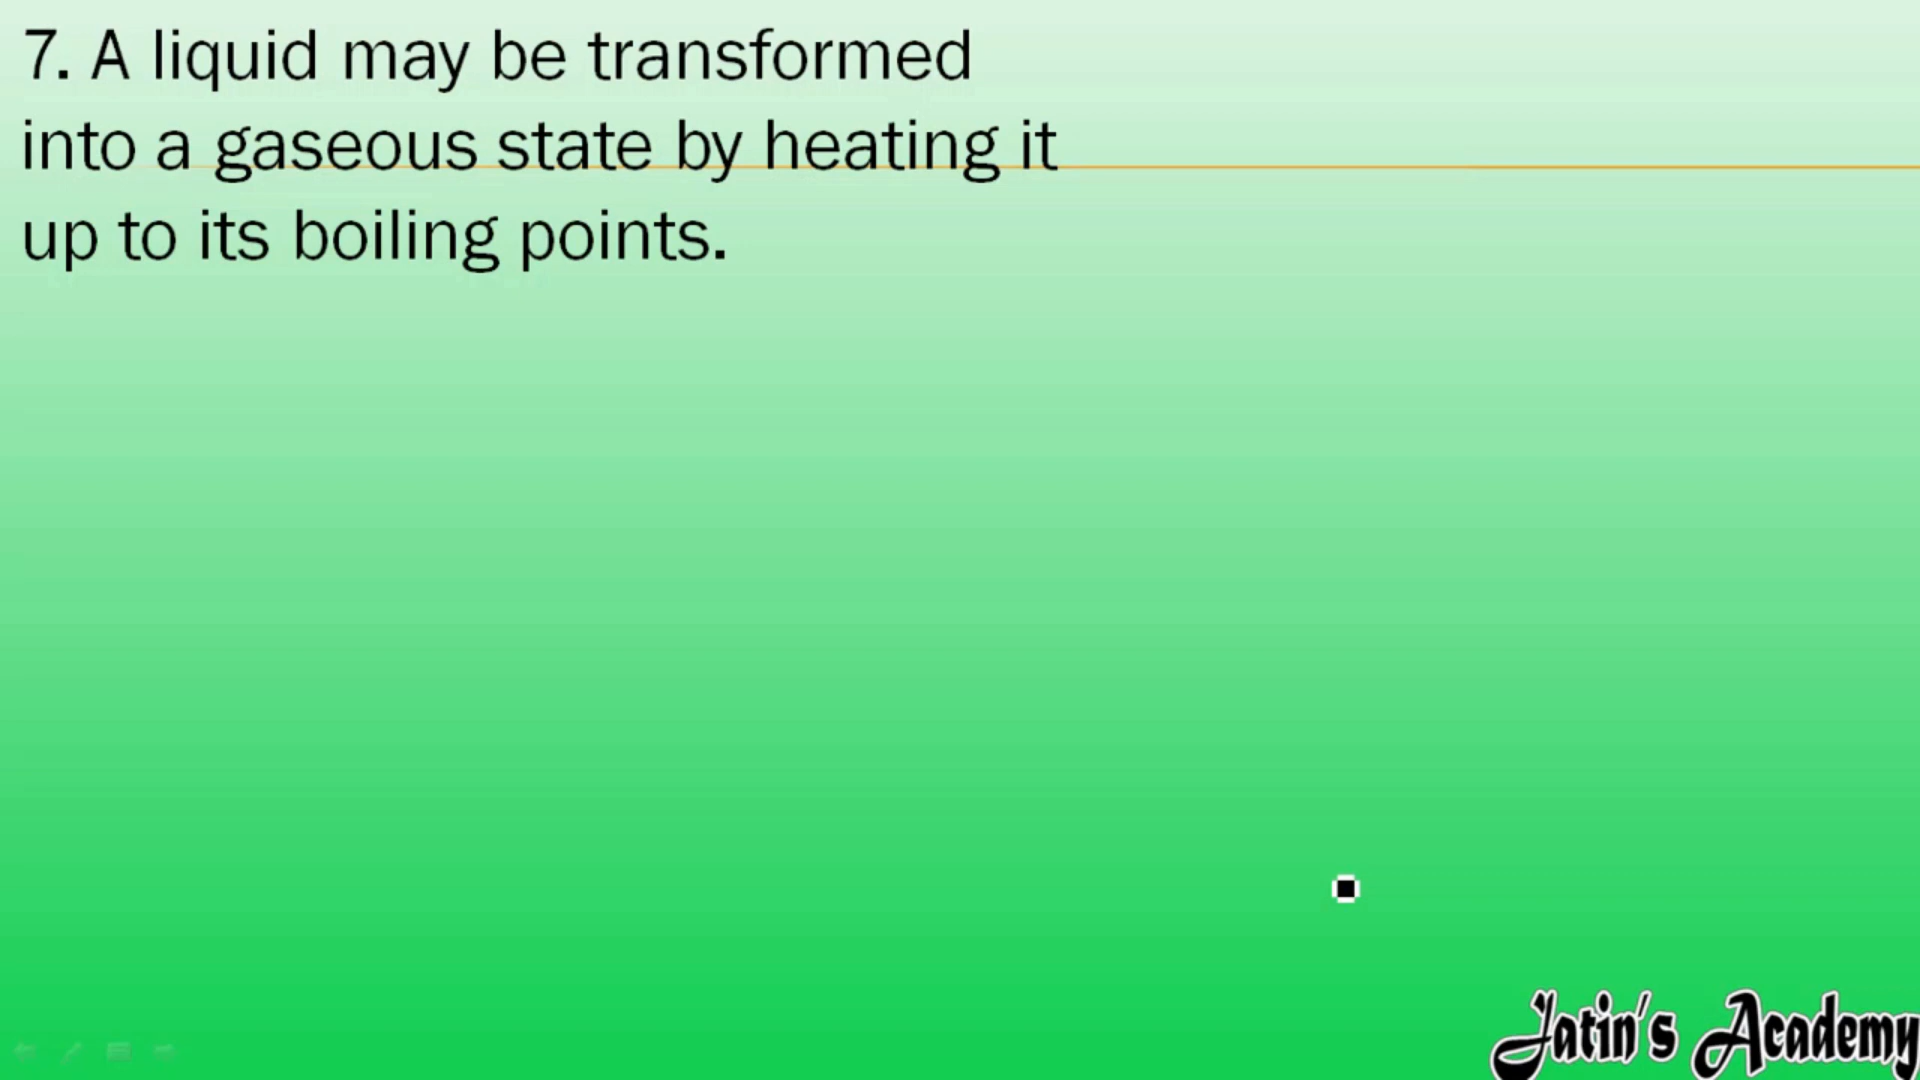 7. A liquid may be transformed
into a gaseous state by heating it
up to its boiling points.
Jatin's Academy